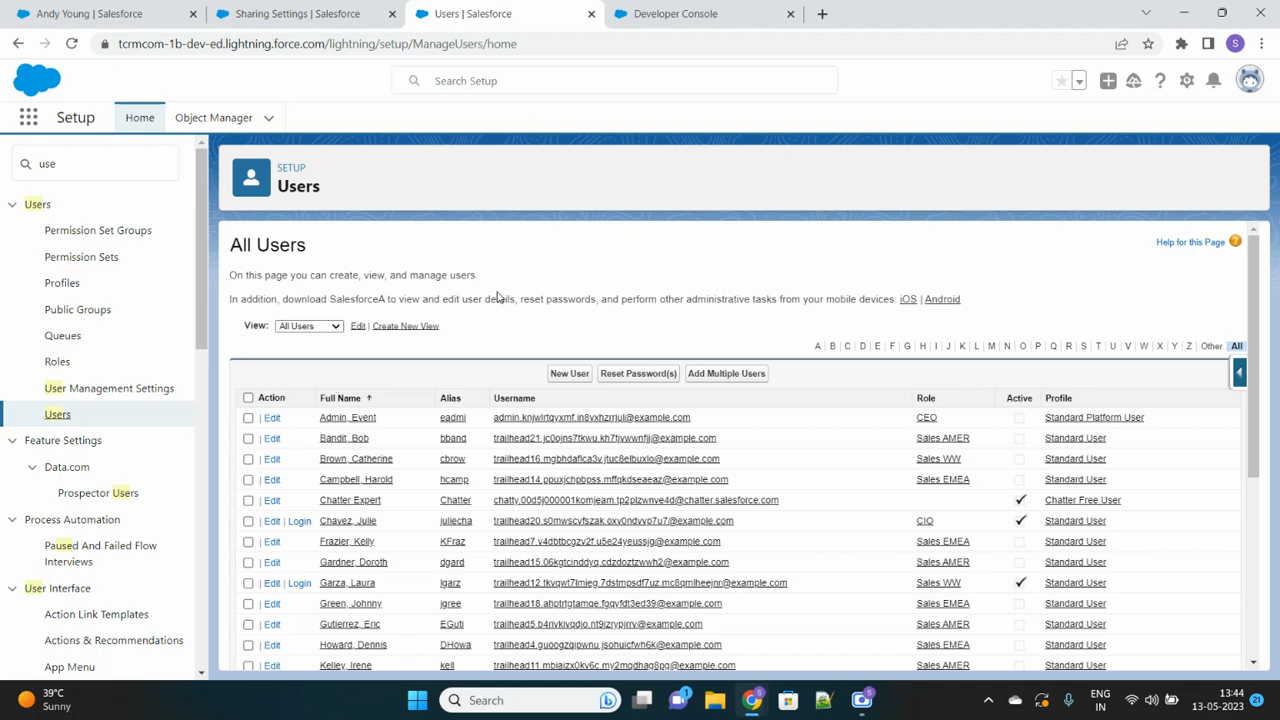 Andy Young | Salesforce
Sharing Settings | Salesforce
Users | Salesforce
Developer Console
tcrmcom-1b-dev-ed.lightning.force.com/lightning/setup/ManageUsers/home
S
Search Setup
Setup
Home
Object Manager
use
Users
Permission Set Groups
Permission Sets
Profiles
Public Groups
Queues
Roles
User Management Settings
Users
Feature Settings
Data.com
Prospector Users
Process Automation
Paused And Failed Flow
Interviews
User Interface
Action Link Templates
Actions & Recommendations
App Menu
SETUP
Users
All Users
Help for this Page
On this page you can create, view, and manage users.
In addition, download SalesforceA to view and edit user details, reset passwords, and perform other administrative tasks from your mobile devices: iOS | Android
View: All Users Edit | Create New View
A B C D E F G H I J K L M N O P Q R S T U V W X Y Z Other All
New User Reset Password(s) Add Multiple Users
Action Full Name Alias Username Role Active Profile
Edit Admin, Event eadmi CEO Standard Platform User
Edit Bandit, Bob bband Sales AMER Standard User
Edit Brown, Catherine cbrow Sales WW Standard User
Edit Campbell, Harold hcamp Sales EMEA Standard User
Edit Chatter Expert Chatter Chatter Free User
Edit | Login Chavez, Julie juliecha CIO Standard User
Edit Frazier, Kelly KFraz Sales EMEA Standard User
Edit Gardner, Doroth dgard Sales EMEA Standard User
Edit | Login Garza, Laura lgarz Sales WW Standard User
Edit Green, Johnny jgree Sales EMEA Standard User
Edit Gutierrez, Eric EGuti Sales AMER Standard User
Edit Howard, Dennis DHowa Sales EMEA Standard User
Edit Kelley, Irene kell Sales AMER Standard User
39°C
Sunny
Search
ENG
IN
13:44
13-05-2023
21